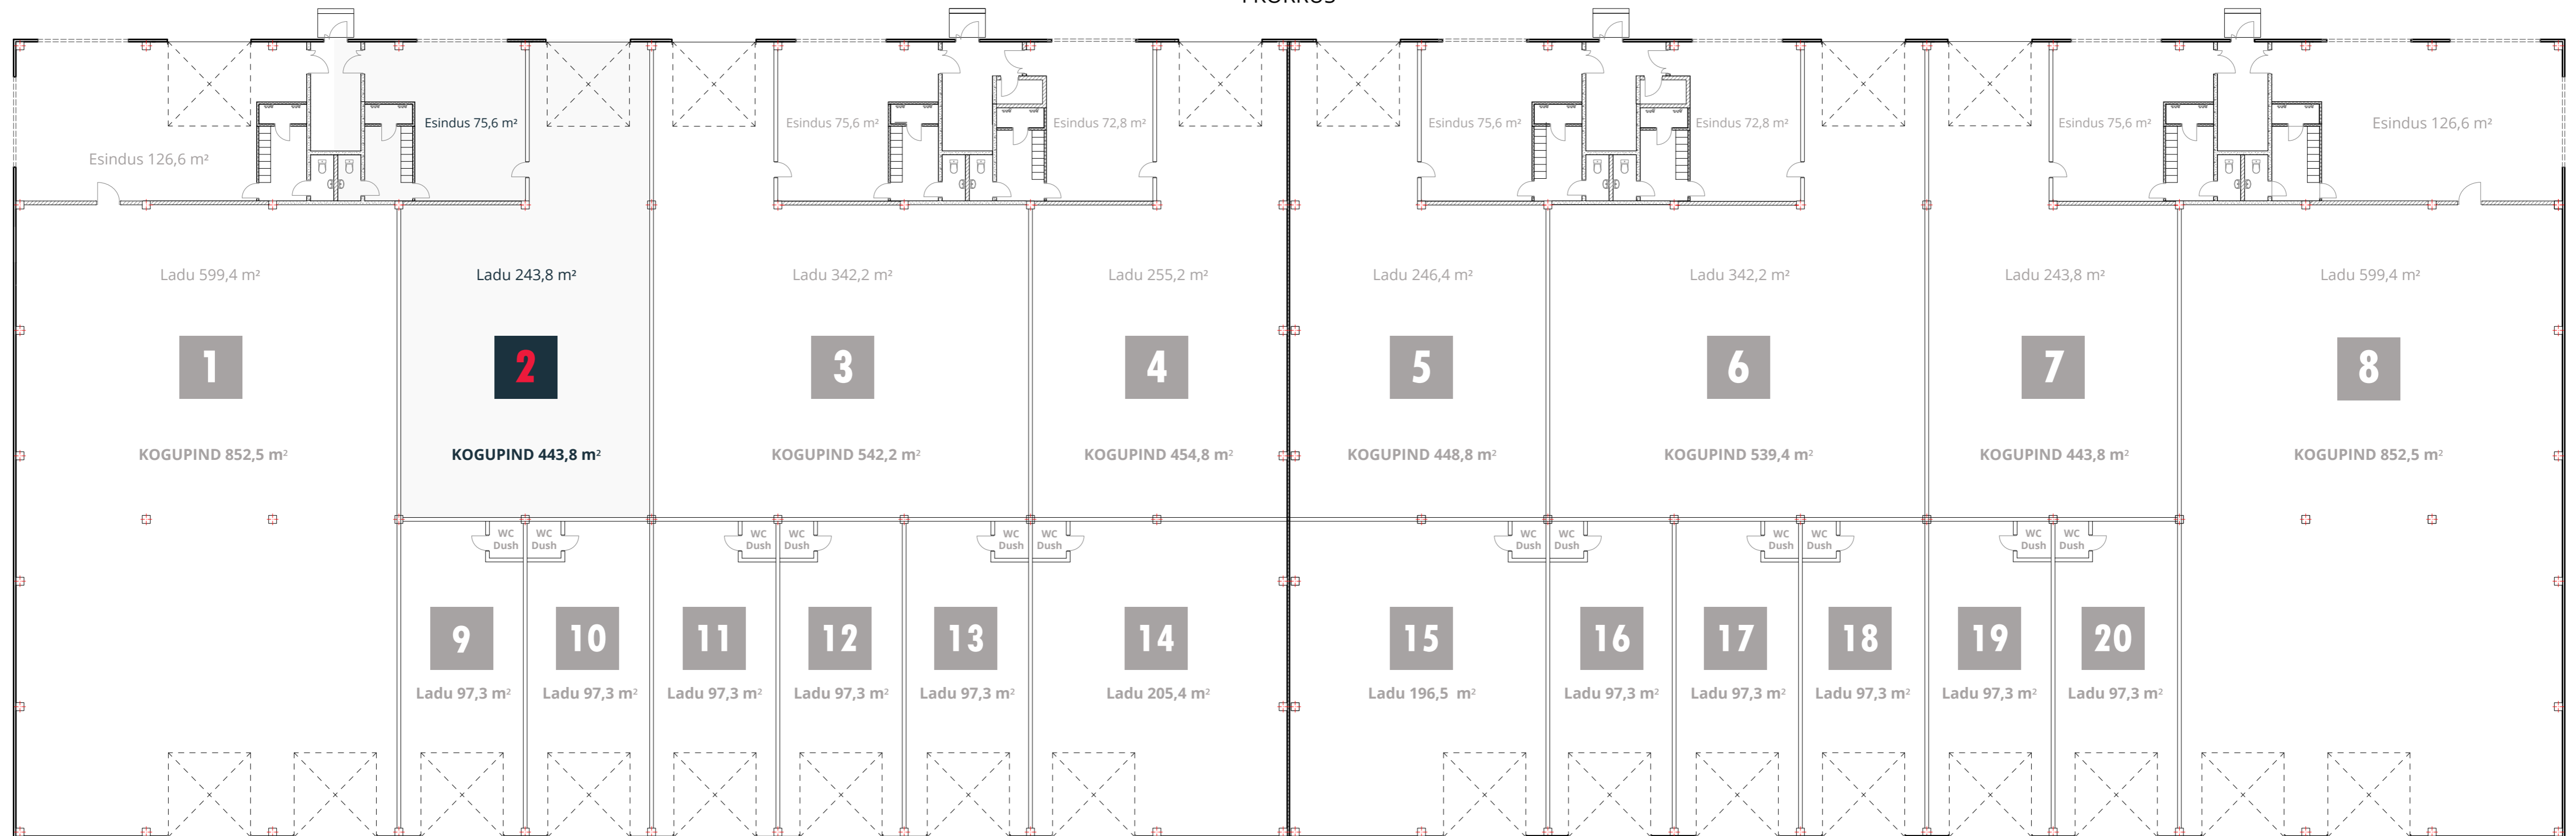 I KORRUS
Esindus 75,6 m²
Esindus 75,6 m²
Esindus 72,8 m²
Esindus 75,6 m²
Esindus 72,8 m²
Esindus 75,6 m²
Esindus 126,6 m²
Esindus 126,6 m²
Ladu 599,4 m²
Ladu 243,8 m²
Ladu 342,2 m²
Ladu 255,2 m²
Ladu 246,4 m²
Ladu 342,2 m²
Ladu 243,8 m²
Ladu 599,4 m²
1
2
3
4
5
6
7
8
KOGUPIND 852,5 m²
KOGUPIND 443,8 m²
KOGUPIND 542,2 m²
KOGUPIND 454,8 m²
KOGUPIND 448,8 m²
KOGUPIND 539,4 m²
KOGUPIND 443,8 m²
KOGUPIND 852,5 m²
WC
Dush
WC
Dush
WC
Dush
WC
Dush
WC
Dush
WC
Dush
WC
Dush
WC
Dush
WC
Dush
WC
Dush
WC
Dush
WC
Dush
9
10
11
12
13
14
15
16
17
18
19
20
Ladu 97,3 m²
Ladu 97,3 m²
Ladu 97,3 m²
Ladu 97,3 m²
Ladu 97,3 m²
Ladu 205,4 m²
Ladu 196,5 m²
Ladu 97,3 m²
Ladu 97,3 m²
Ladu 97,3 m²
Ladu 97,3 m²
Ladu 97,3 m²